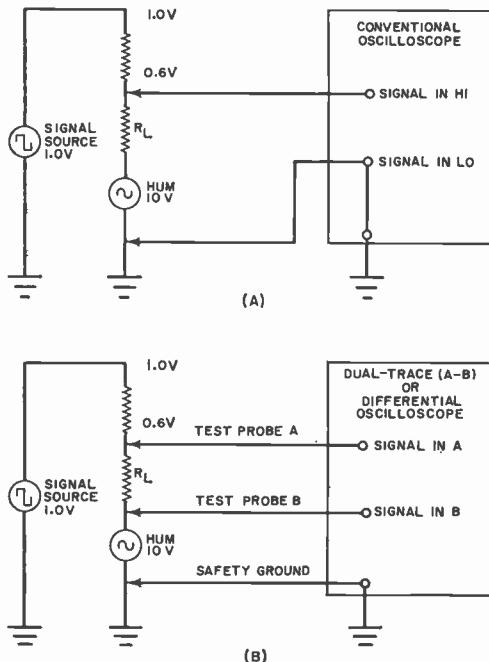 1.0V
CONVENTIONAL
OSCILLOSCOPE
0.6V
SIGNAL IN HI
SIGNAL
SOURCE
1.0V
RL
SIGNAL IN LO
HUM
10 V
(A)
1.0V
DUAL-TRACE (A-B)
OR
DIFFERENTIAL
OSCILLOSCOPE
0.6V
TEST PROBE A
SIGNAL IN A
SIGNAL
SOURCE
1.0V
RL
TEST PROBE B
SIGNAL IN B
HUM
10V
SAFETY GROUND
(B)